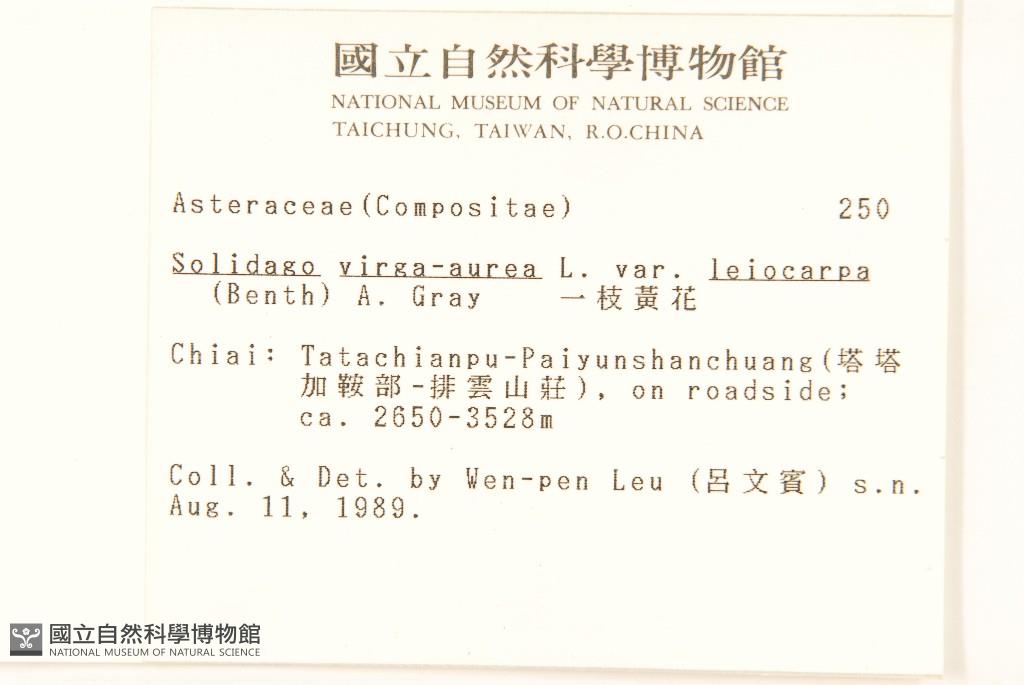 國立自然科學博物館
NATIONAL MUSEUM OF NATURAL SCIENCE
TAICHUNG, TAIWAN, R.O.CHINA
Asteraceae(Compositae) 250
Solidago virga-aurea L. var. leiocarpa
(Benth) A. Gray 一枝黃花
Chiai: Tatachianpu-Paiyunshanchuang(塔塔
加鞍部-排雲山莊), on roadside;
ca. 2650-3528m
Coll. & Det. by Wen-pen Leu (呂文賓) s.n.
Aug. 11, 1989.
國立自然科學博物館
NATIONAL MUSEUM OF NATURAL SCIENCE